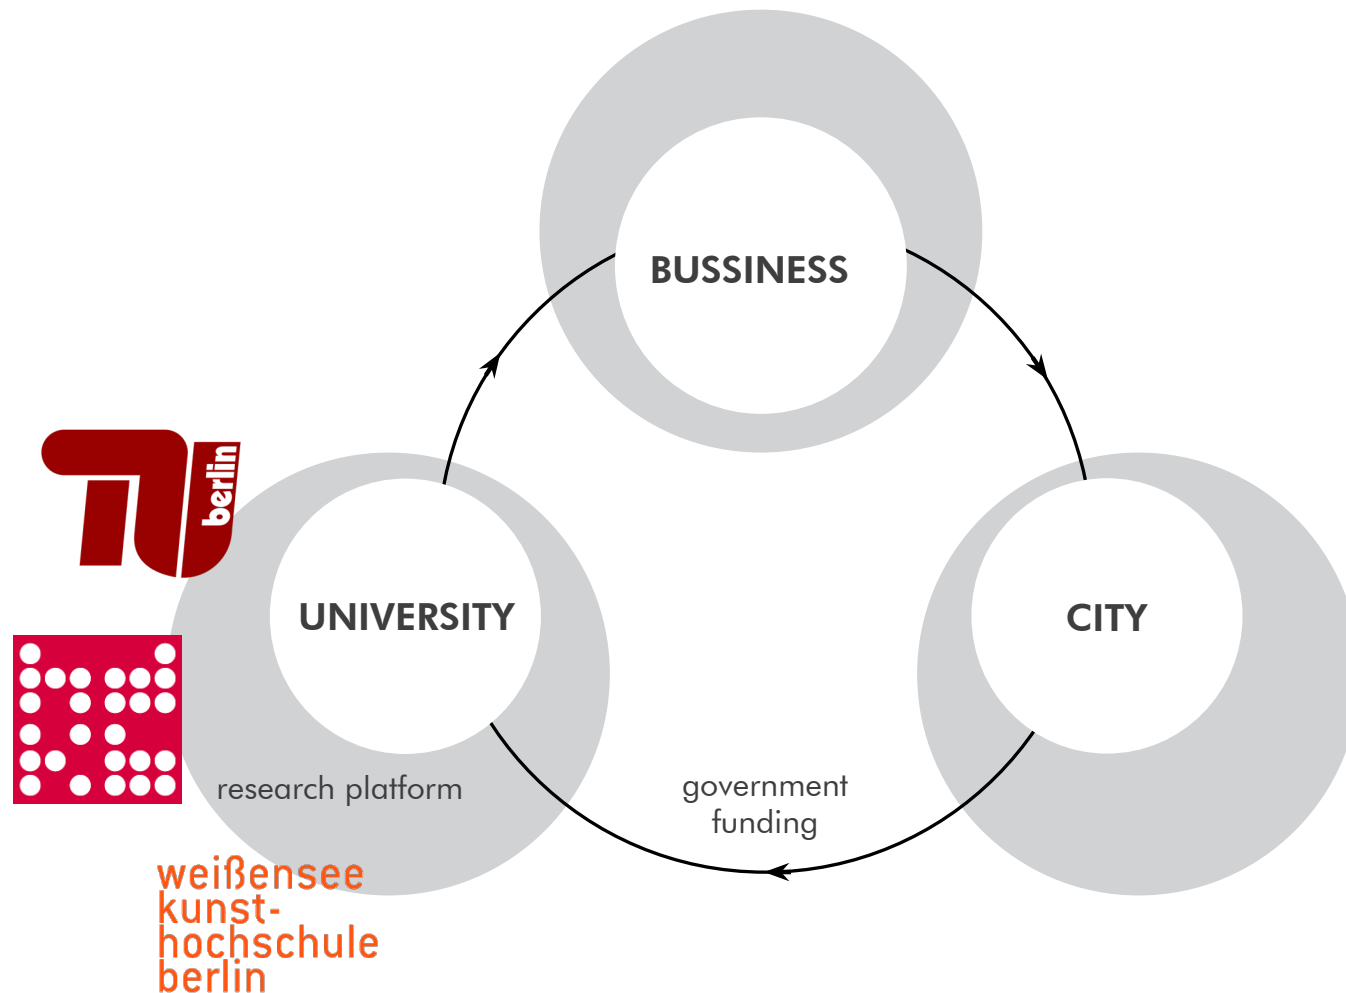 BUSSINESS
berlin
UNIVERSITY
CITY
research platform
government
funding
weißensee
kunst-
hochschule
berlin